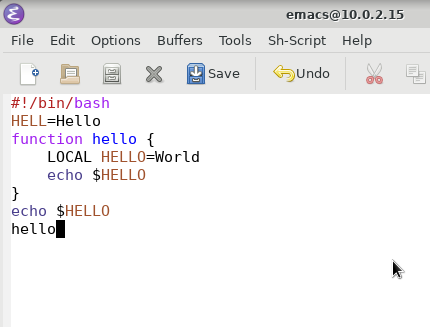 emacs@10.0.2.15
File Edit Options Buffers Tools Sh-Script Help
Save Undo
#!/bin/bash
HELL=Hello
function hello {
    LOCAL HELLO=World
    echo $HELLO
}
echo $HELLO
hello